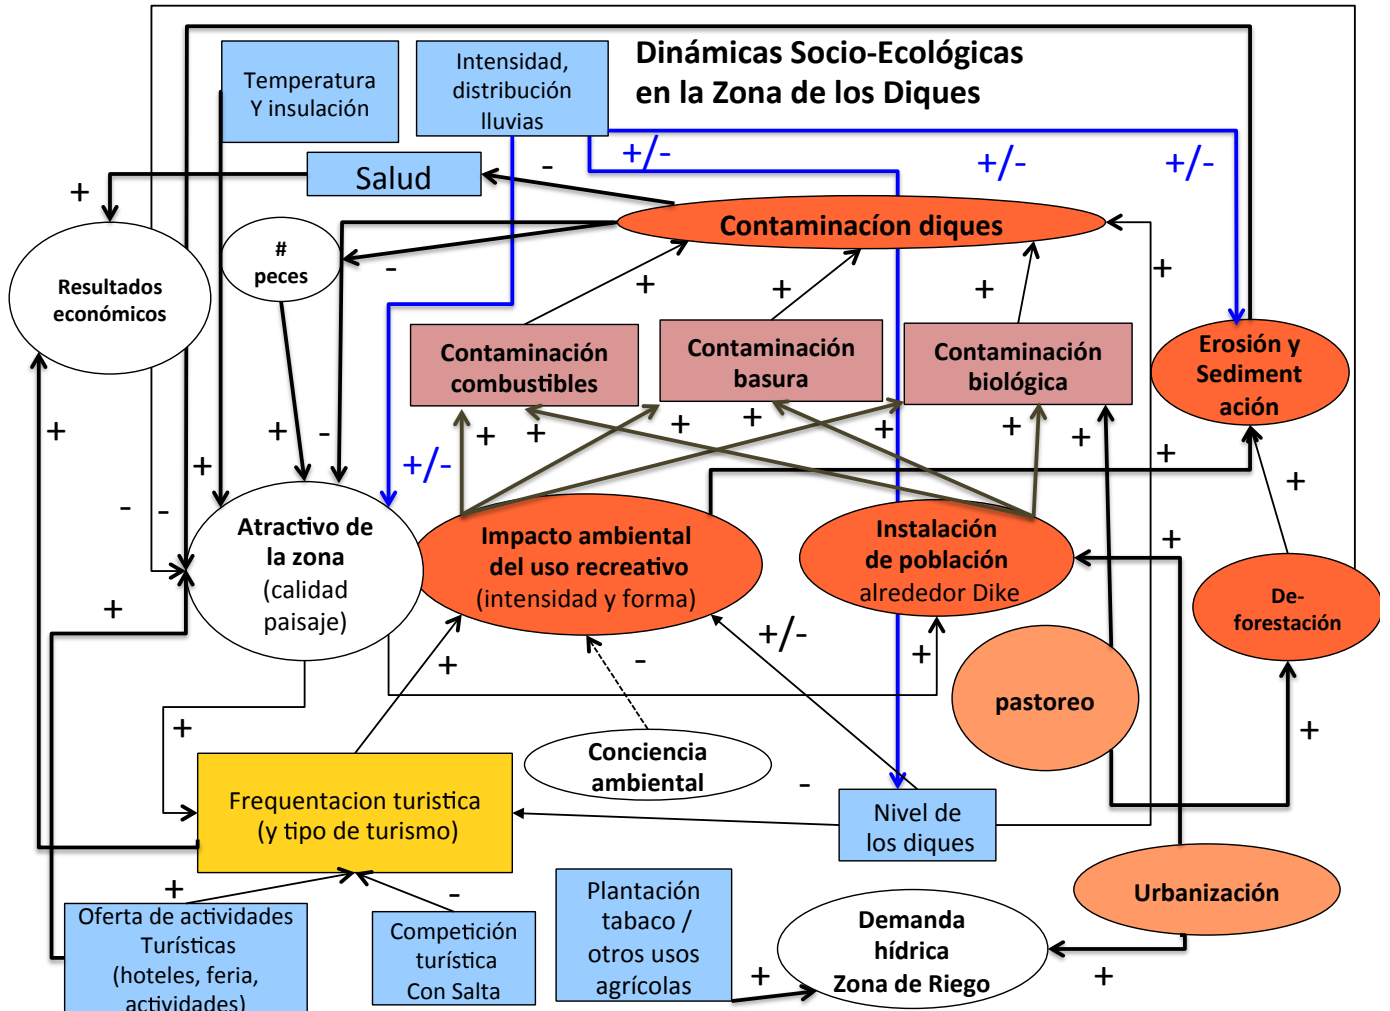 Dinámicas Socio-Ecológicas
en la Zona de los Diques
Temperatura
Y insulación
Intensidad,
distribución
lluvias
+/-
+/-
+/-
Salud
-
+
Contaminacíon diques
#
peces
-
+
Resultados
económicos
+
+
+
Contaminación
combustibles
Contaminación
basura
Contaminación
biológica
Erosión y
Sediment
ación
+
+
-
+
+/-
+
+
+
+
+
+
+
+
+
-
-
Atractivo de
la zona
(calidad
paisaje)
Impacto ambiental
del uso recreativo
(intensidad y forma)
Instalación
de población
alrededor Dike
+
De-
forestación
+
+
-
+/-
+
pastoreo
+
+
Conciencia
ambiental
-
Frequentacion turistica
(y tipo de turismo)
Nivel de
los diques
+
-
Urbanización
Oferta de actividades
Turísticas
(hoteles, feria,
actividades)
Competición
turística
Con Salta
Plantación
tabaco /
otros usos
agrícolas
+
Demanda
hídrica
Zona de Riego
+